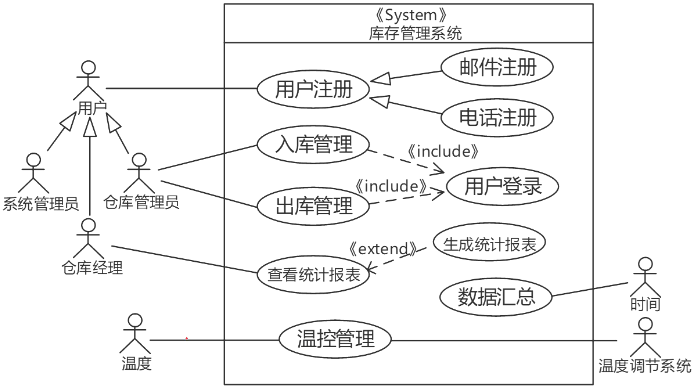 《System》
库存管理系统
邮件注册
用户注册
用户
电话注册
入库管理
《include》
系统管理员
仓库管理员
《include》
用户登录
出库管理
仓库经理
《extend》
生成统计报表
查看统计报表
数据汇总
时间
温控管理
温度
温度调节系统